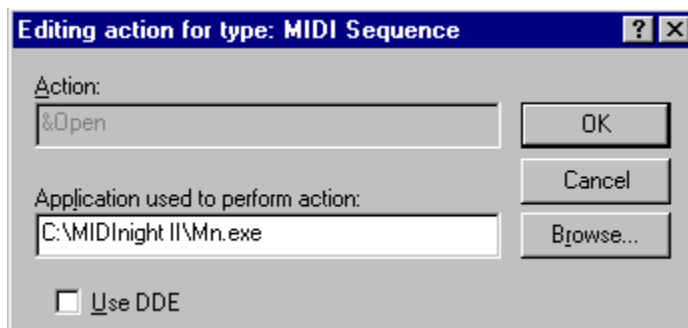 Editing action for type: MIDI Sequence
Action:
&Open
OK
Cancel
Application used to perform action:
C:\MIDInight II\Mn.exe
Browse...
Use DDE